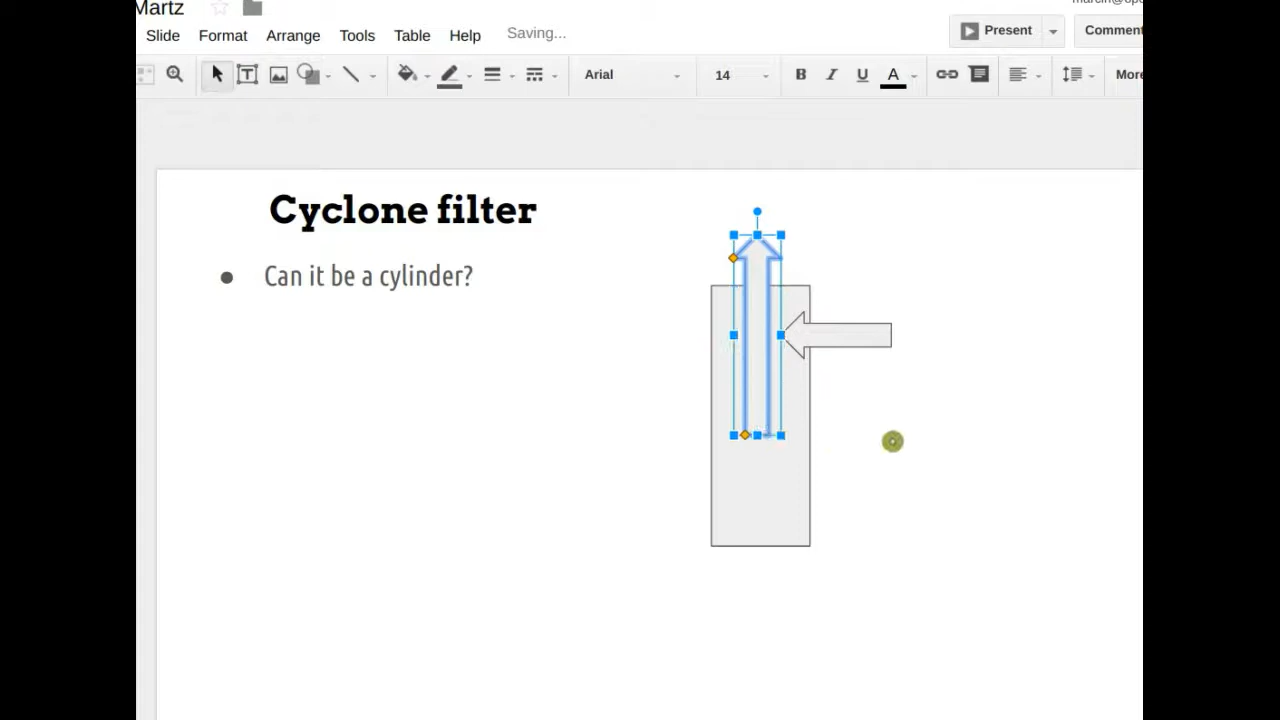 Martz
Slide Format Arrange Tools Table Help Saving...
Present
Comment
Arial 14 B I U A More
Cyclone filter
● Can it be a cylinder?